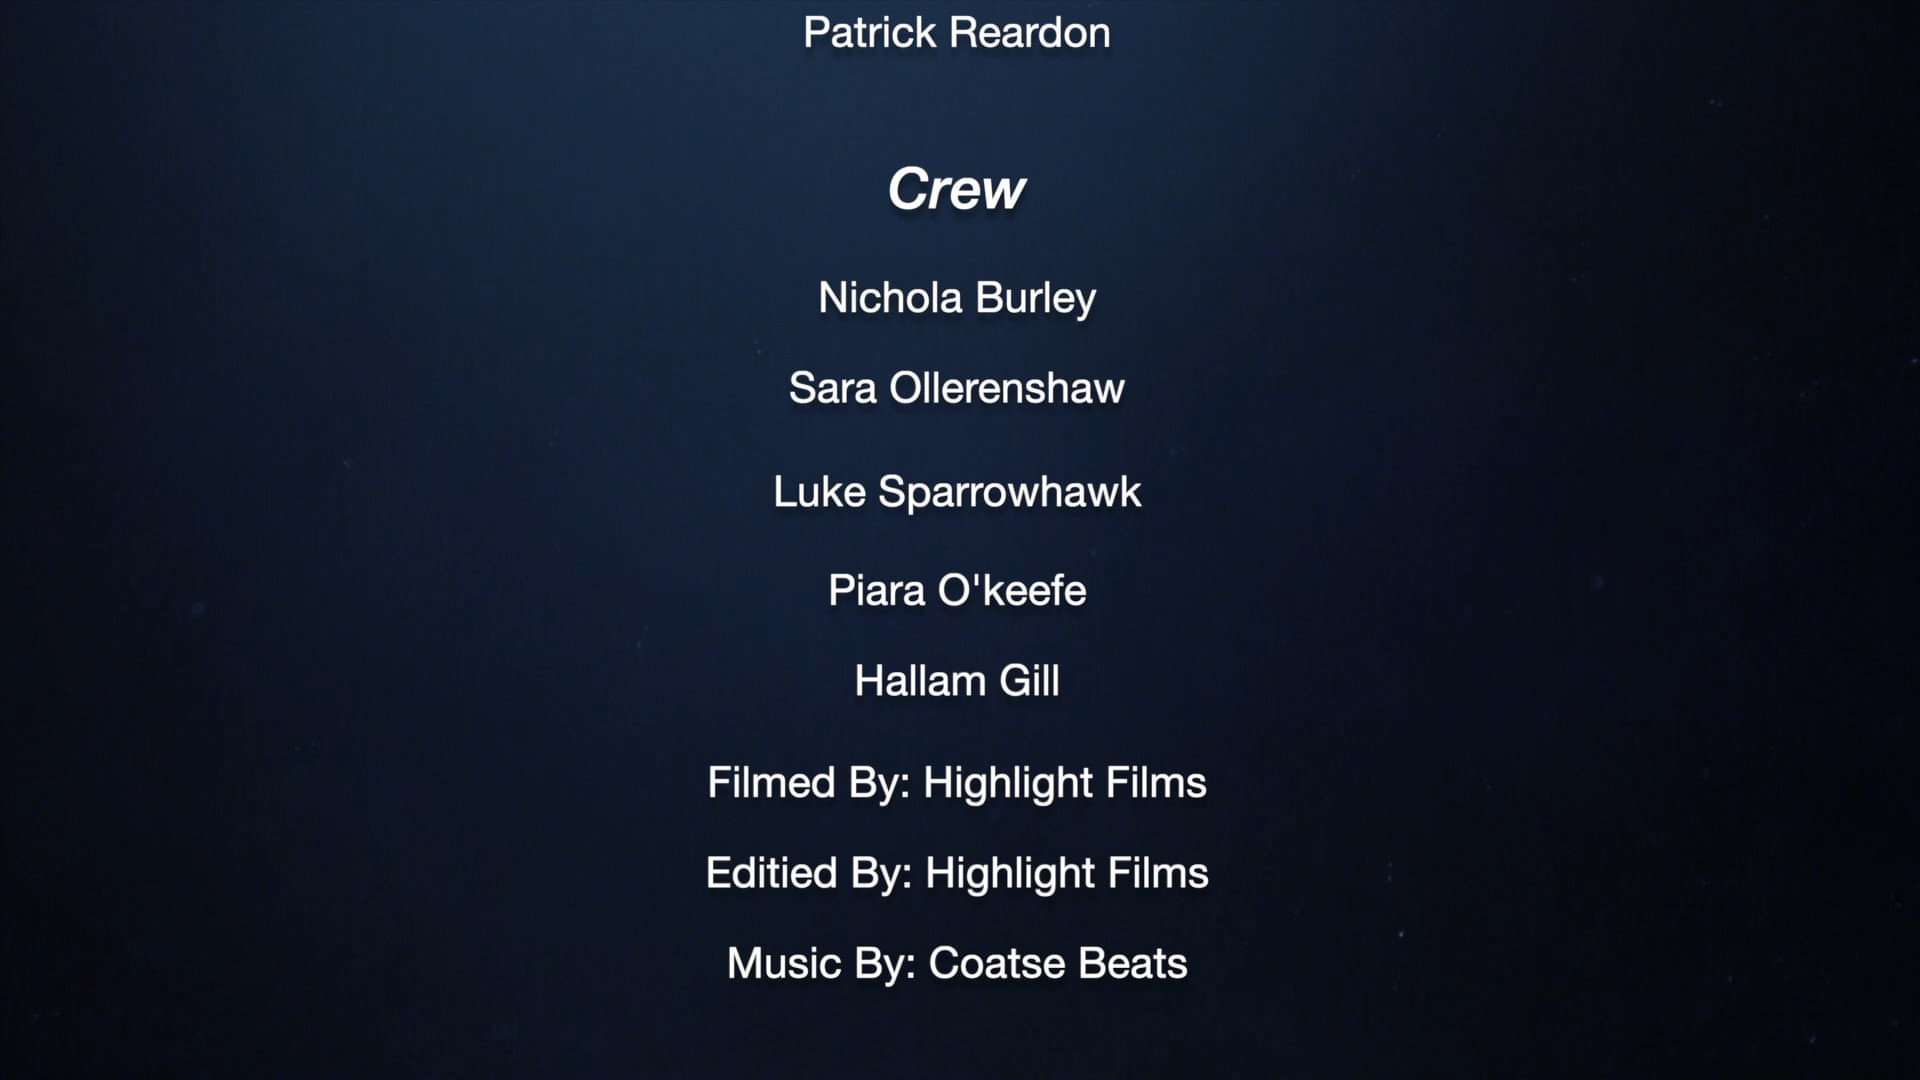 Patrick Reardon
Crew
Nichola Burley
Sara Ollerenshaw
Luke Sparrowhawk
Piara O'keefe
Hallam Gill
Filmed By: Highlight Films
Editied By: Highlight Films
Music By: Coatse Beats